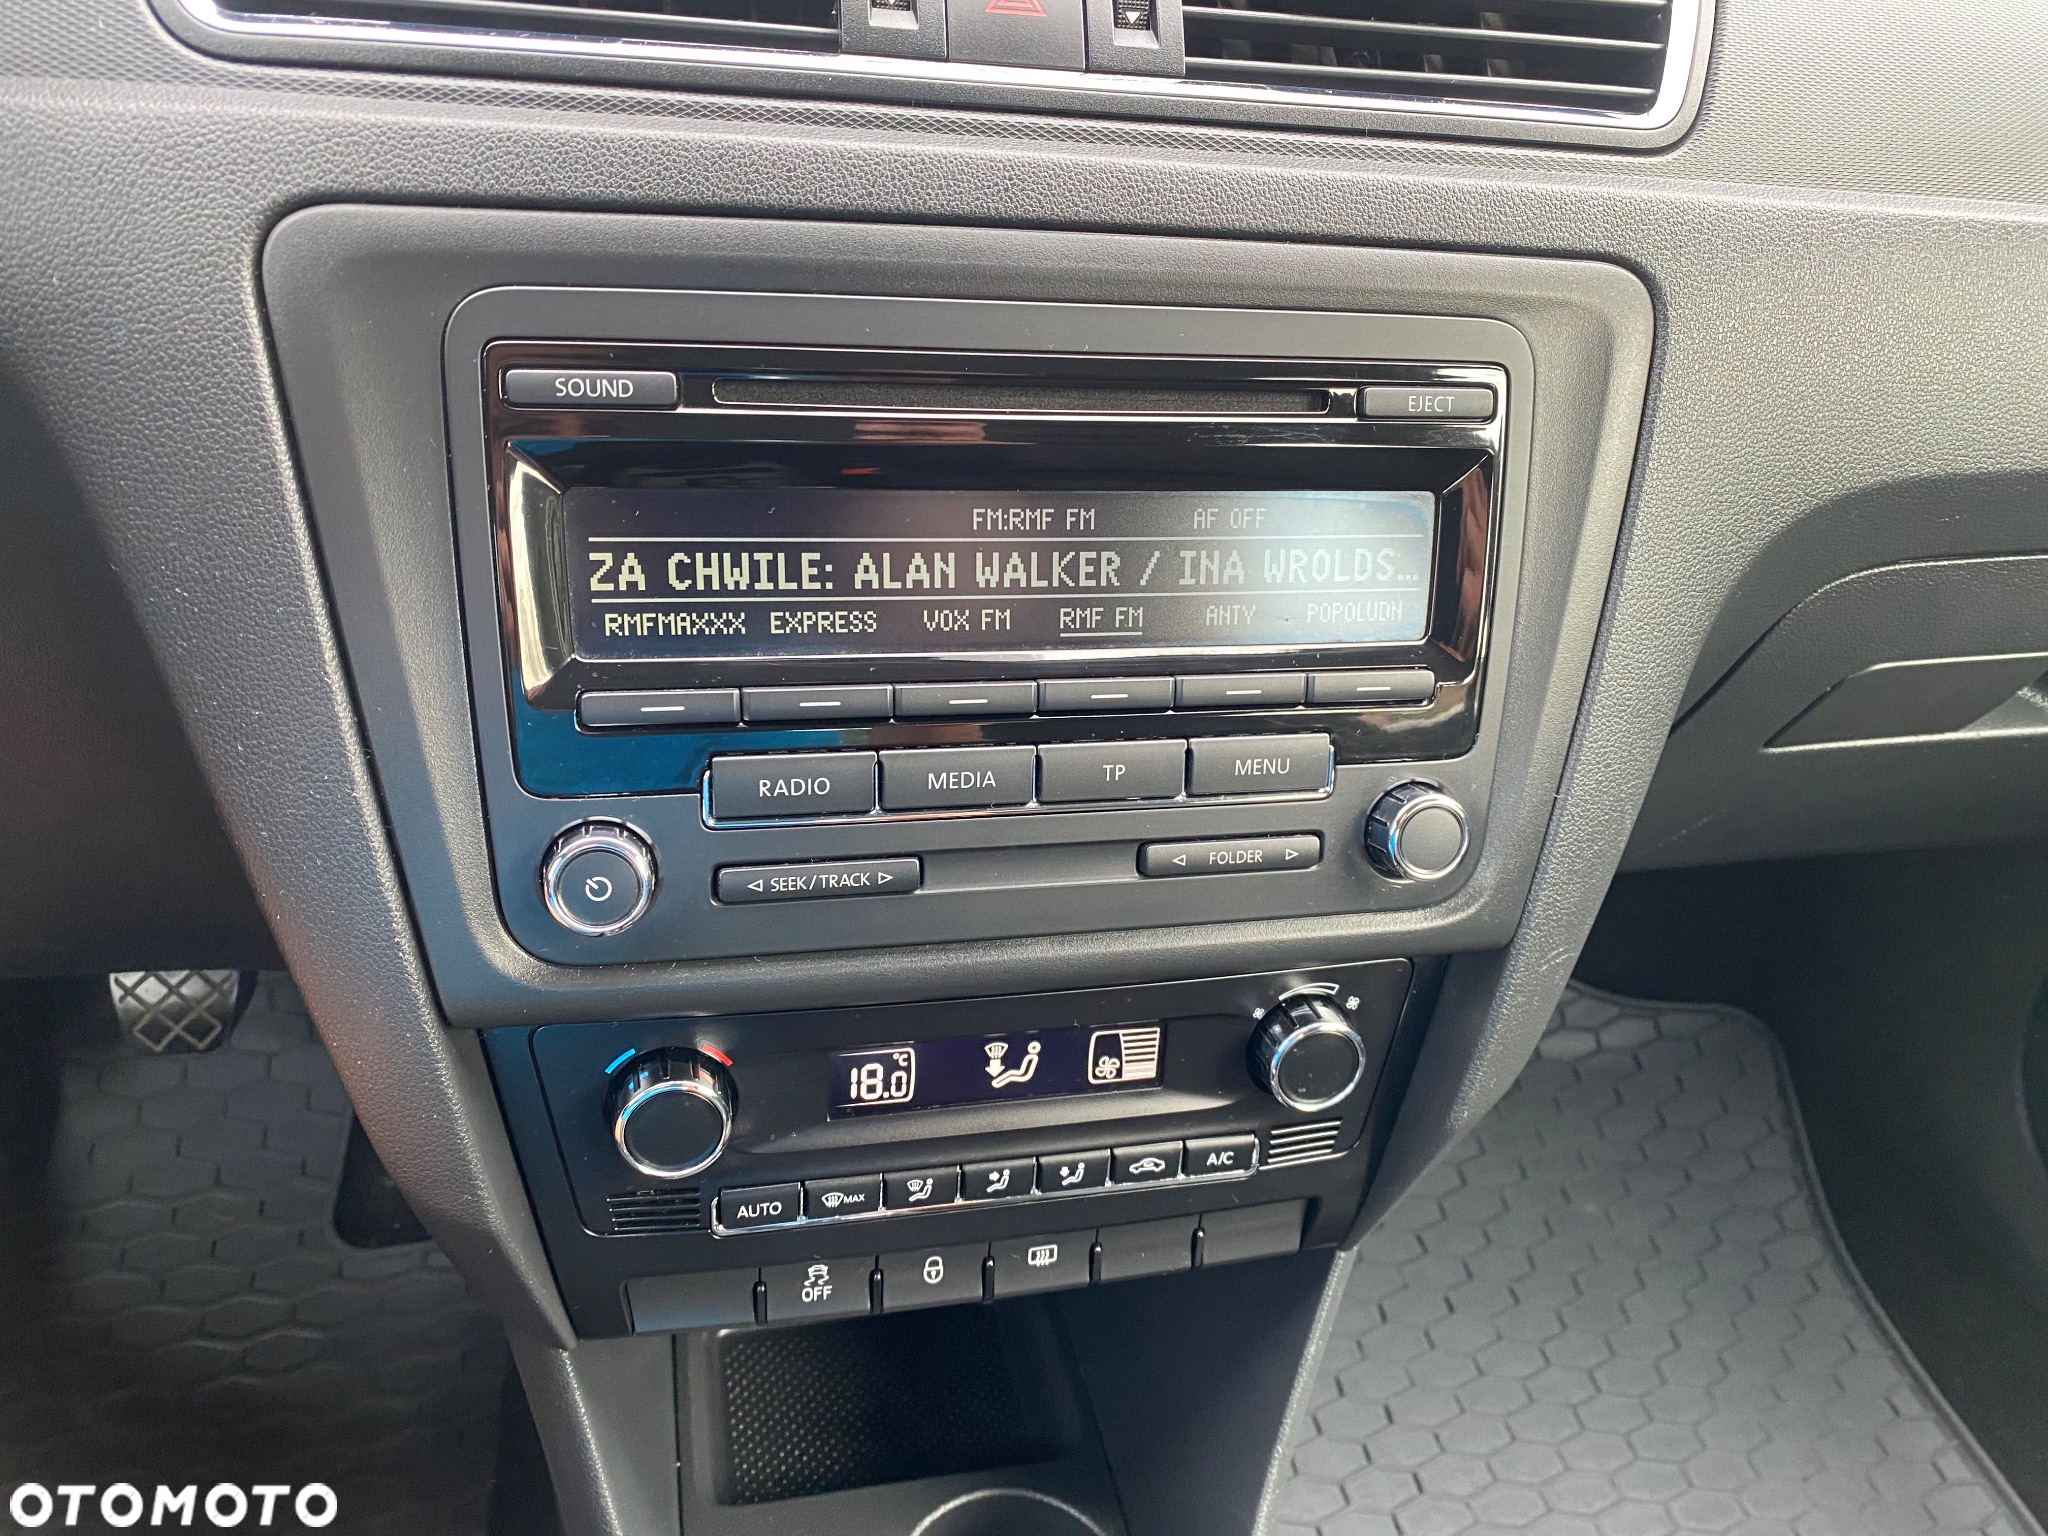 SOUND
EJECT
FM:RMF FM AF OFF
ZA CHWILE: ALAN WALKER / INA WROLDS...
RMFMAXXX EXPRESS VOX FM RMF FM ANTY POPOLUDN
RADIO MEDIA TP MENU
◁ SEEK/TRACK ▷ ◁ FOLDER ▷
18.0 °C
AUTO MAX A/C
OFF
OTOMOTO